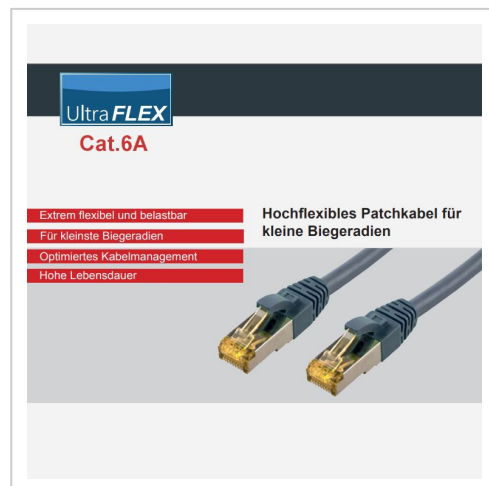 Ultra FLEX
Cat.6A
Extrem flexibel und belastbar
Für kleinste Biegeradien
Optimiertes Kabelmanagement
Hohe Lebensdauer
Hochflexibles Patchkabel für
kleine Biegeradien